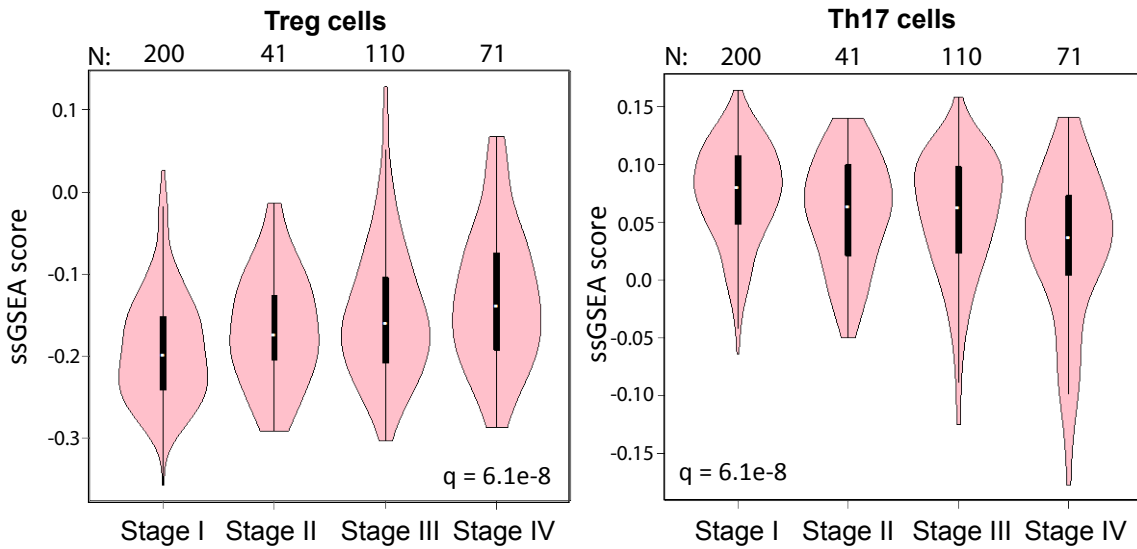 Treg cells
N: 200 41 110 71
ssGSEA score
0.1
0.0
-0.1
-0.2
-0.3
q = 6.1e-8
Stage I Stage II Stage III Stage IV
Th17 cells
N: 200 41 110 71
ssGSEA score
0.15
0.10
0.05
0.0
-0.05
-0.10
-0.15
q = 6.1e-8
Stage I Stage II Stage III Stage IV